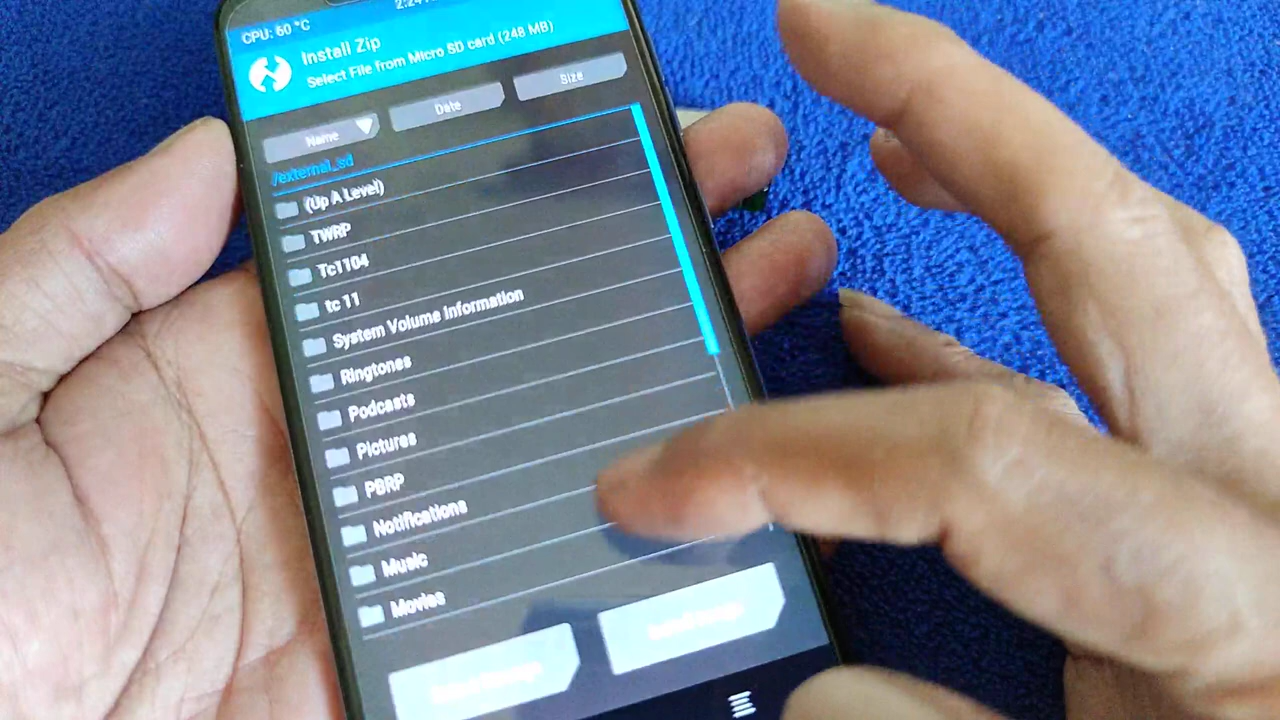 CPU: 60 °C
Install Zip
Select File from Micro SD card (248 MB)
Name
Date
Size
/external_sd
(Up A Level)
TWRP
Tc1104
tc 11
System Volume Information
Ringtones
Podcasts
Pictures
PBRP
Notifications
Music
Movies